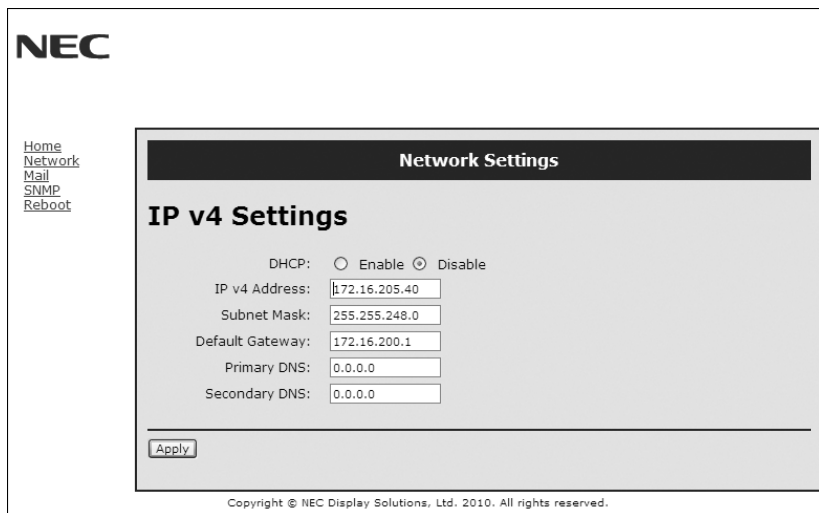 NEC
Home
Network
Mail
SNMP
Reboot
Network Settings
IP v4 Settings
DHCP: Enable Disable
IP v4 Address: 172.16.205.40
Subnet Mask: 255.255.248.0
Default Gateway: 172.16.200.1
Primary DNS: 0.0.0.0
Secondary DNS: 0.0.0.0
Apply
Copyright © NEC Display Solutions, Ltd. 2010. All rights reserved.